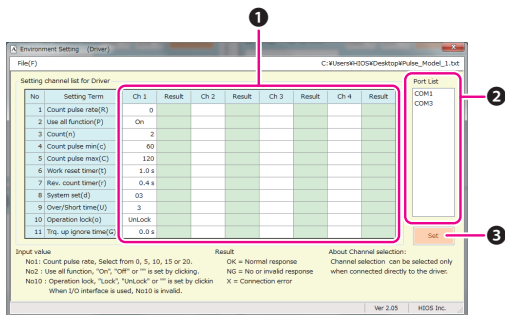 ❶
Environment Setting (Driver)
File(F) C:¥Users¥HIOS¥Desktop¥Pulse_Model_1.txt
Setting channel list for Driver Port List
No Setting Term Ch 1 Result Ch 2 Result Ch 3 Result Ch 4 Result
COM1
COM3
❷
1 Count pulse rate(R) 0
2 Use all function(P) On
3 Count(n) 2
4 Count pulse min(c) 60
5 Count pulse max(C) 120
6 Work reset timer(t) 1.0 s
7 Rev. count timer(r) 0.4 s
8 System set(d) 03
9 Over/Short time(U) 3
10 Operation lock(o) UnLock
11 Trq. up ignore time(G) 0.0 s
Set ❸
Input value Result About Channel selection:
No1: Count pulse rate, Select from 0, 5, 10, 15 or 20. OK = Normal response Channel selection can be selected only
No2 : Use all function, "On", "Off" or "" is set by clicking. NG = No or invalid response when connected directly to the driver.
No10 : Operation lock, "Lock", "UnLock" or "" is set by clickin X = Connection error
When I/O interface is used, No10 is invalid.
Ver 2.05 HIOS Inc.